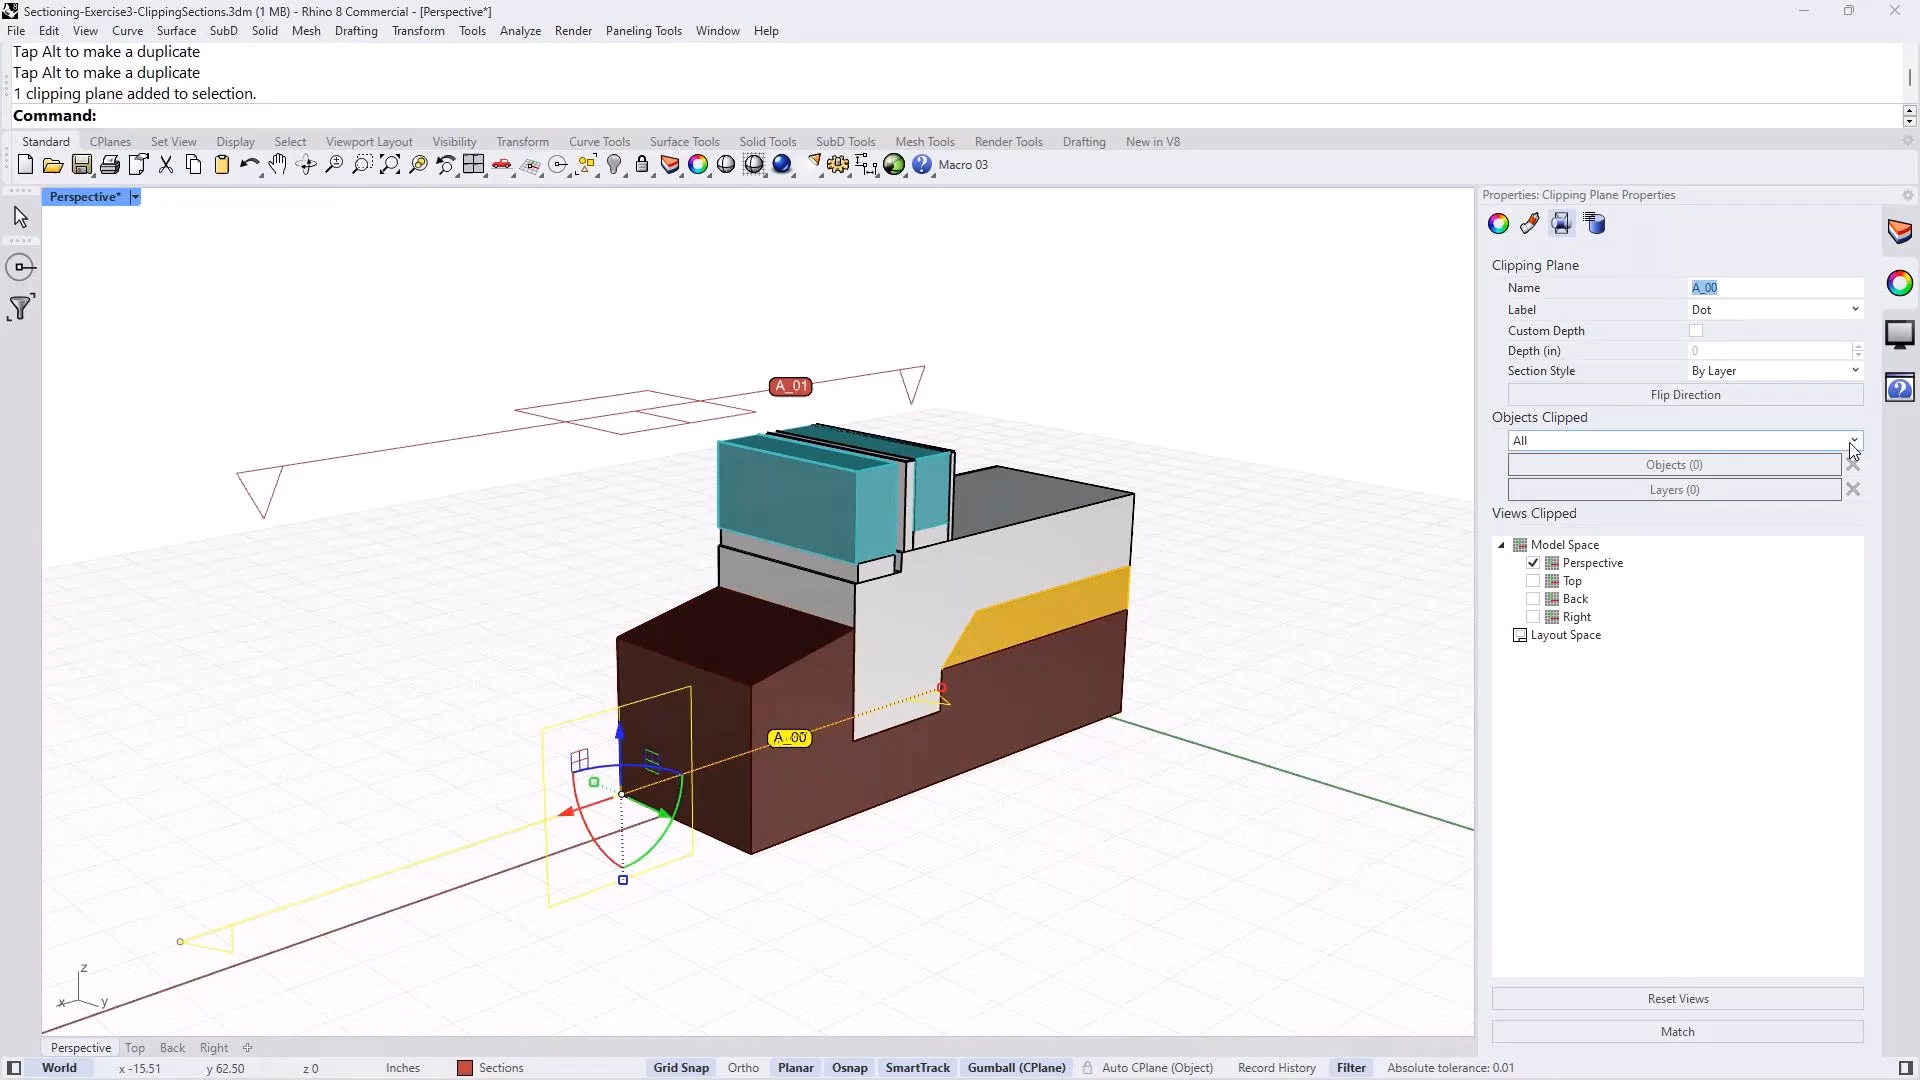 Sectioning-Exercise3-ClippingSections.3dm (1 MB) - Rhino 8 Commercial - [Perspective*]
File Edit View Curve Surface SubD Solid Mesh Drafting Transform Tools Analyze Render Paneling Tools Window Help
Tap Alt to make a duplicate
Tap Alt to make a duplicate
1 clipping plane added to selection.
Command:
Standard CPlanes Set View Display Select Viewport Layout Visibility Transform Curve Tools Surface Tools Solid Tools SubD Tools Mesh Tools Render Tools Drafting New in V8
Macro 03
Perspective*
Properties: Clipping Plane Properties
Clipping Plane
Name A_00
Label Dot
Custom Depth
Depth (in) 0
Section Style By Layer
Flip Direction
Objects Clipped
All
Objects (0)
Layers (0)
Views Clipped
Model Space
Perspective
Top
Back
Right
Layout Space
Reset Views
Match
A_01
A_00
z
x y
Perspective Top Back Right
World x -15.51 y 62.50 z 0 Inches Sections Grid Snap Ortho Planar Osnap SmartTrack Gumball (CPlane) Auto CPlane (Object) Record History Filter Absolute tolerance: 0.01